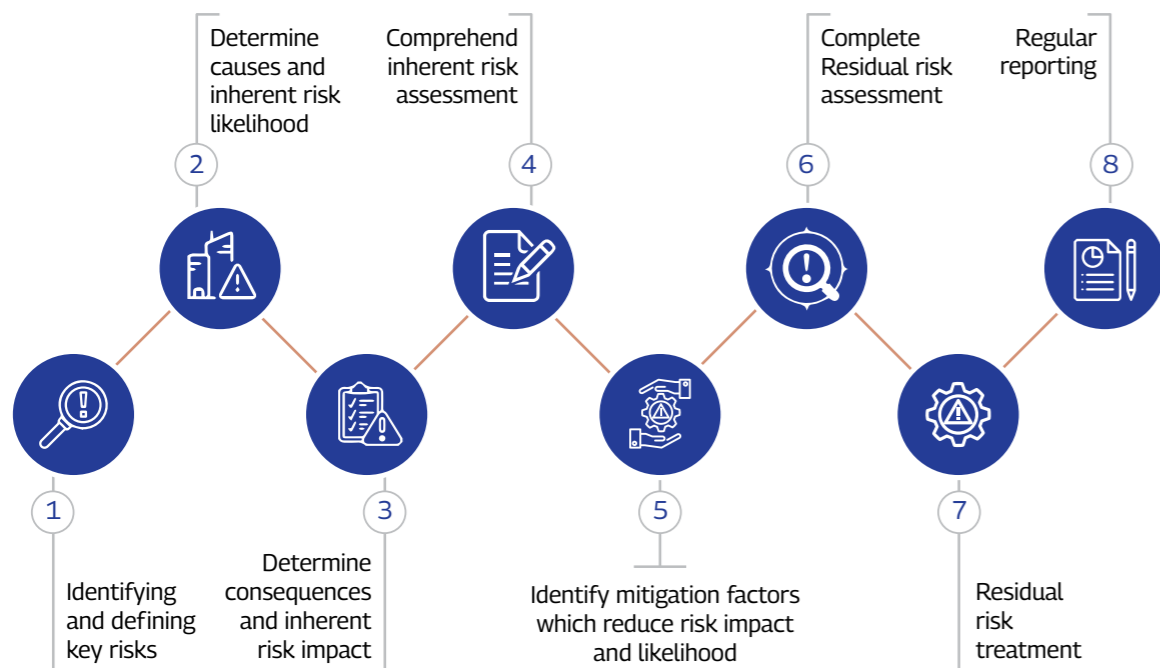 1
Identifying
and defining
key risks
2
Determine
causes and
inherent risk
likelihood
3
Determine
consequences
and inherent
risk impact
4
Comprehend
inherent risk
assessment
5
Identify mitigation factors
which reduce risk impact
and likelihood
6
Complete
Residual risk
assessment
7
Residual
risk
treatment
8
Regular
reporting